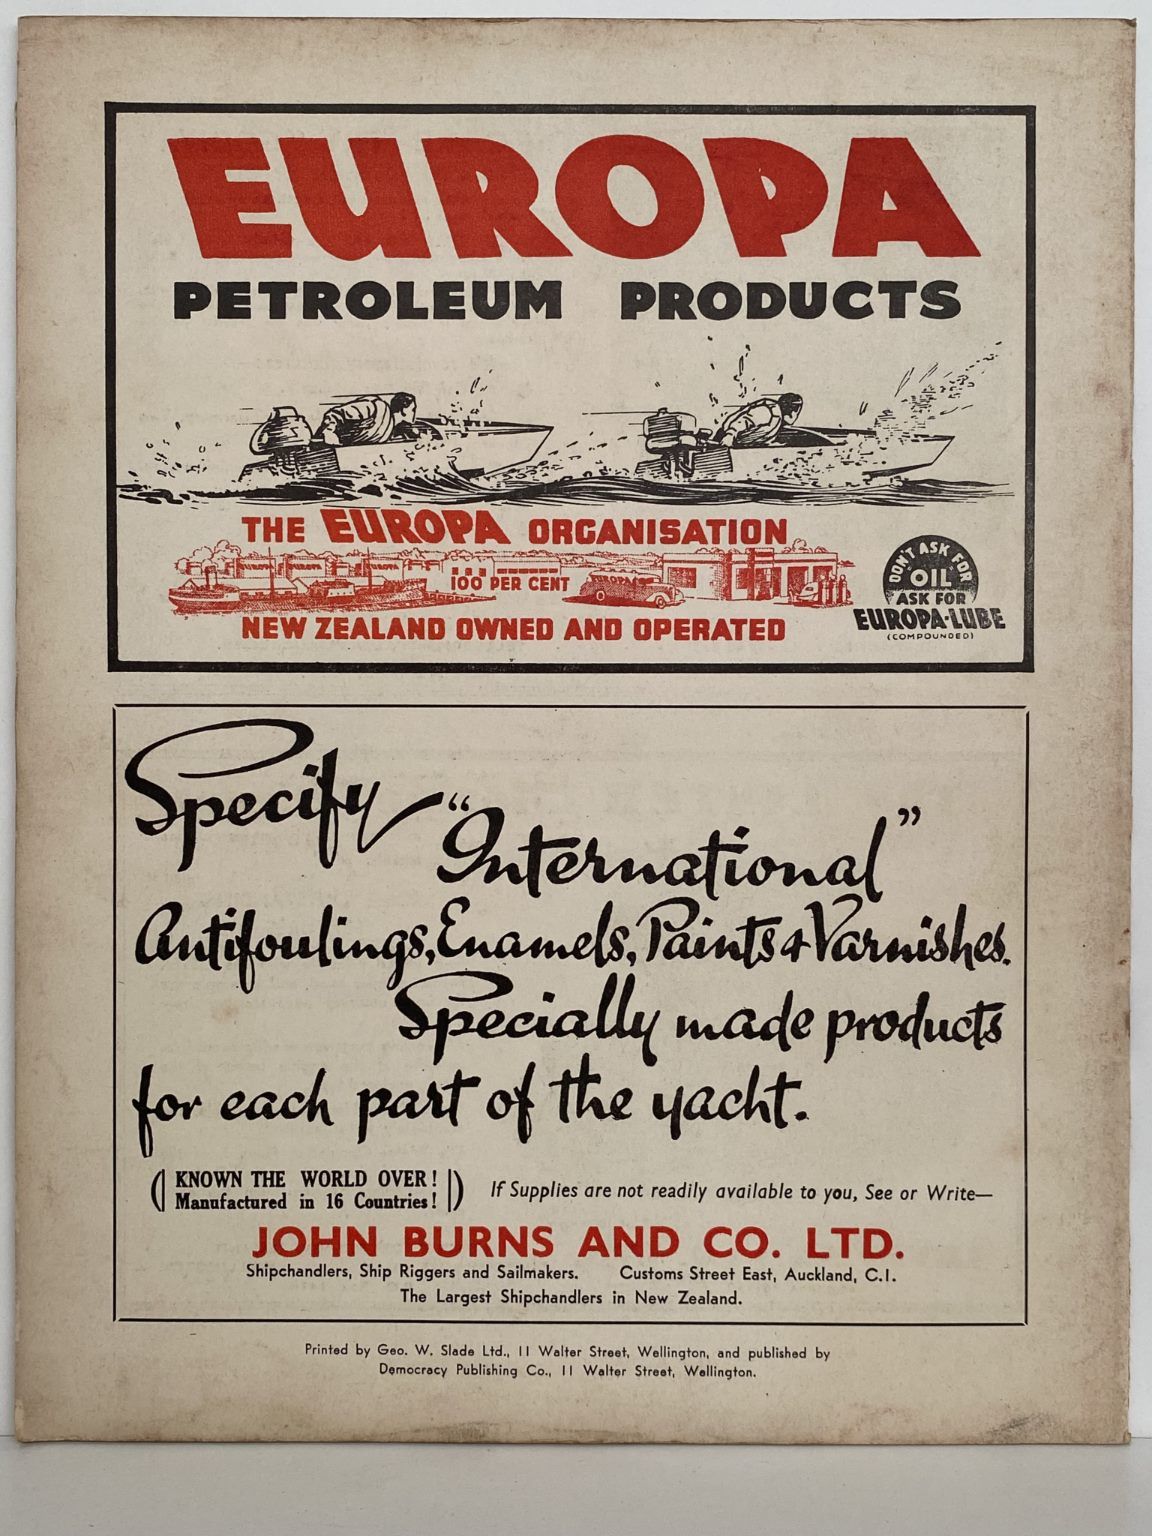 EUROPA
PETROLEUM PRODUCTS
THE EUROPA ORGANISATION
EUROPA EUROPA EUROPA
100 PER CENT
EUROPA
NEW ZEALAND OWNED AND OPERATED
DON'T ASK FOR
OIL
ASK FOR
EUROPA-LUBE
(COMPOUNDED)
Specify "International"
Antifoulings, Enamels, Paints & Varnishes.
Specially made products
for each part of the yacht.
KNOWN THE WORLD OVER!
Manufactured in 16 Countries!
If Supplies are not readily available to you, See or Write—
JOHN BURNS AND CO. LTD.
Shipchandlers, Ship Riggers and Sailmakers. Customs Street East, Auckland, C.1.
The Largest Shipchandlers in New Zealand.
Printed by Geo. W. Slade Ltd., 11 Walter Street, Wellington, and published by
Democracy Publishing Co., 11 Walter Street, Wellington.